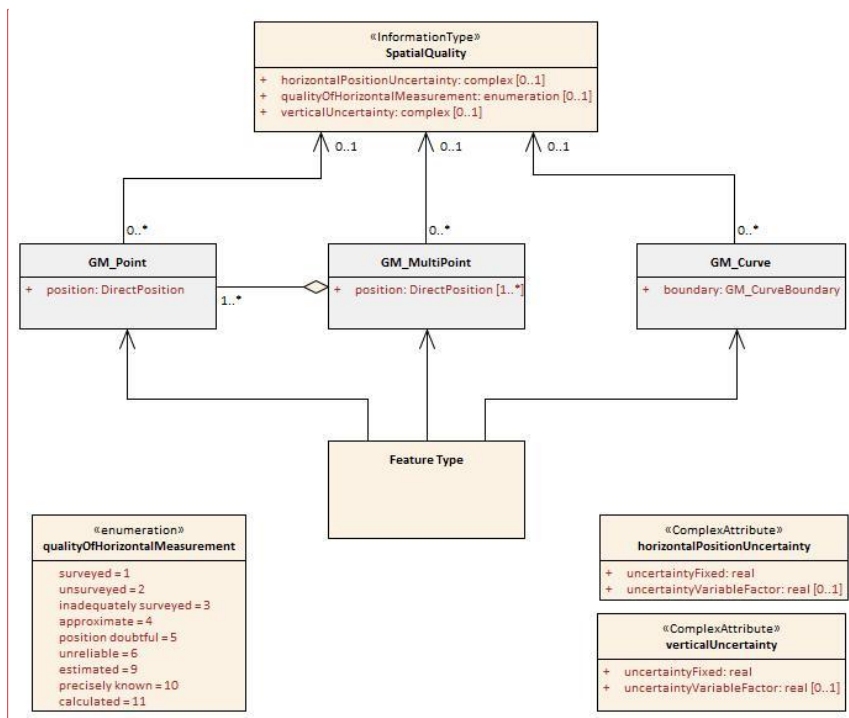 «InformationType»
SpatialQuality
+ horizontalPositionUncertainty: complex [0..1]
+ qualityOfHorizontalMeasurement: enumeration [0..1]
+ verticalUncertainty: complex [0..1]
0..1
0..1
0..1
0..*
0..*
0..*
GM_Point
+ position: DirectPosition
1..*
GM_MultiPoint
+ position: DirectPosition [1..*]
GM_Curve
+ boundary: GM_CurveBoundary
Feature Type
«enumeration»
qualityOfHorizontalMeasurement
surveyed = 1
unsurveyed = 2
inadequately surveyed = 3
approximate = 4
position doubtful = 5
unreliable = 6
estimated = 9
precisely known = 10
calculated = 11
«ComplexAttribute»
horizontalPositionUncertainty
+ uncertaintyFixed: real
+ uncertaintyVariableFactor: real [0..1]
«ComplexAttribute»
verticalUncertainty
+ uncertaintyFixed: real
+ uncertaintyVariableFactor: real [0..1]